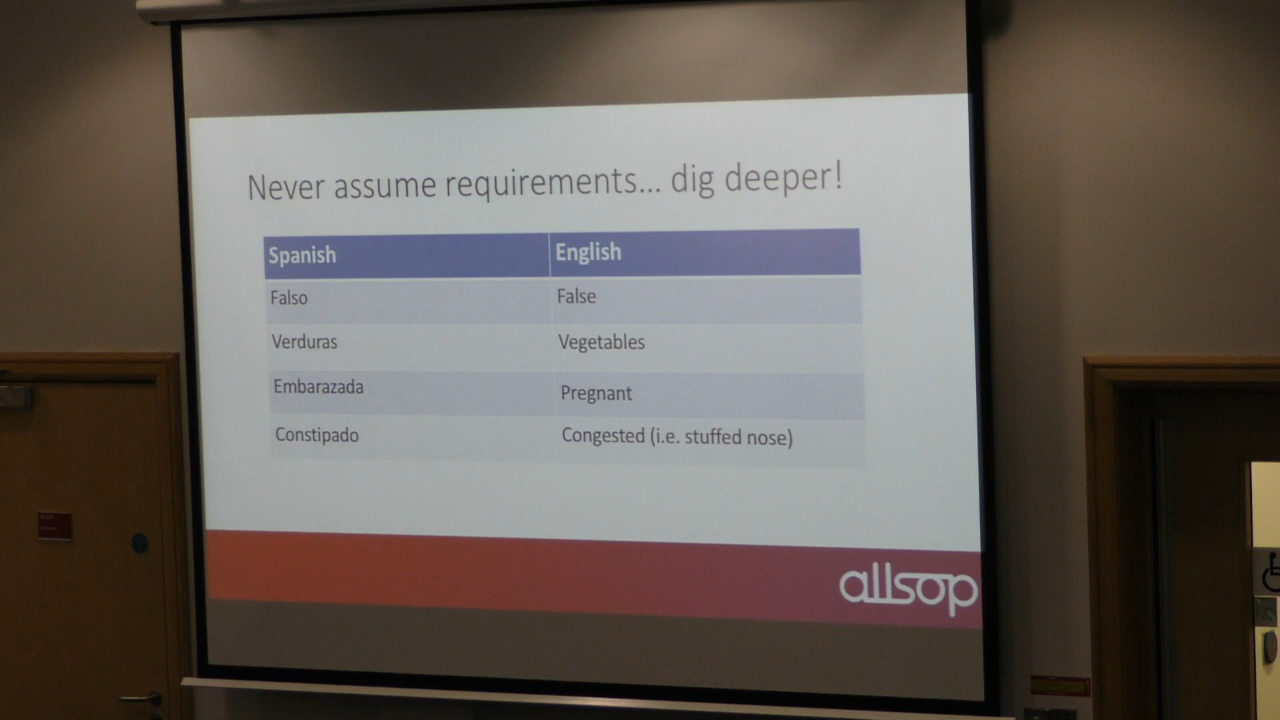 Never assume requirements... dig deeper!
Spanish English
Falso False
Verduras Vegetables
Embarazada Pregnant
Constipado Congested (i.e. stuffed nose)
allsop